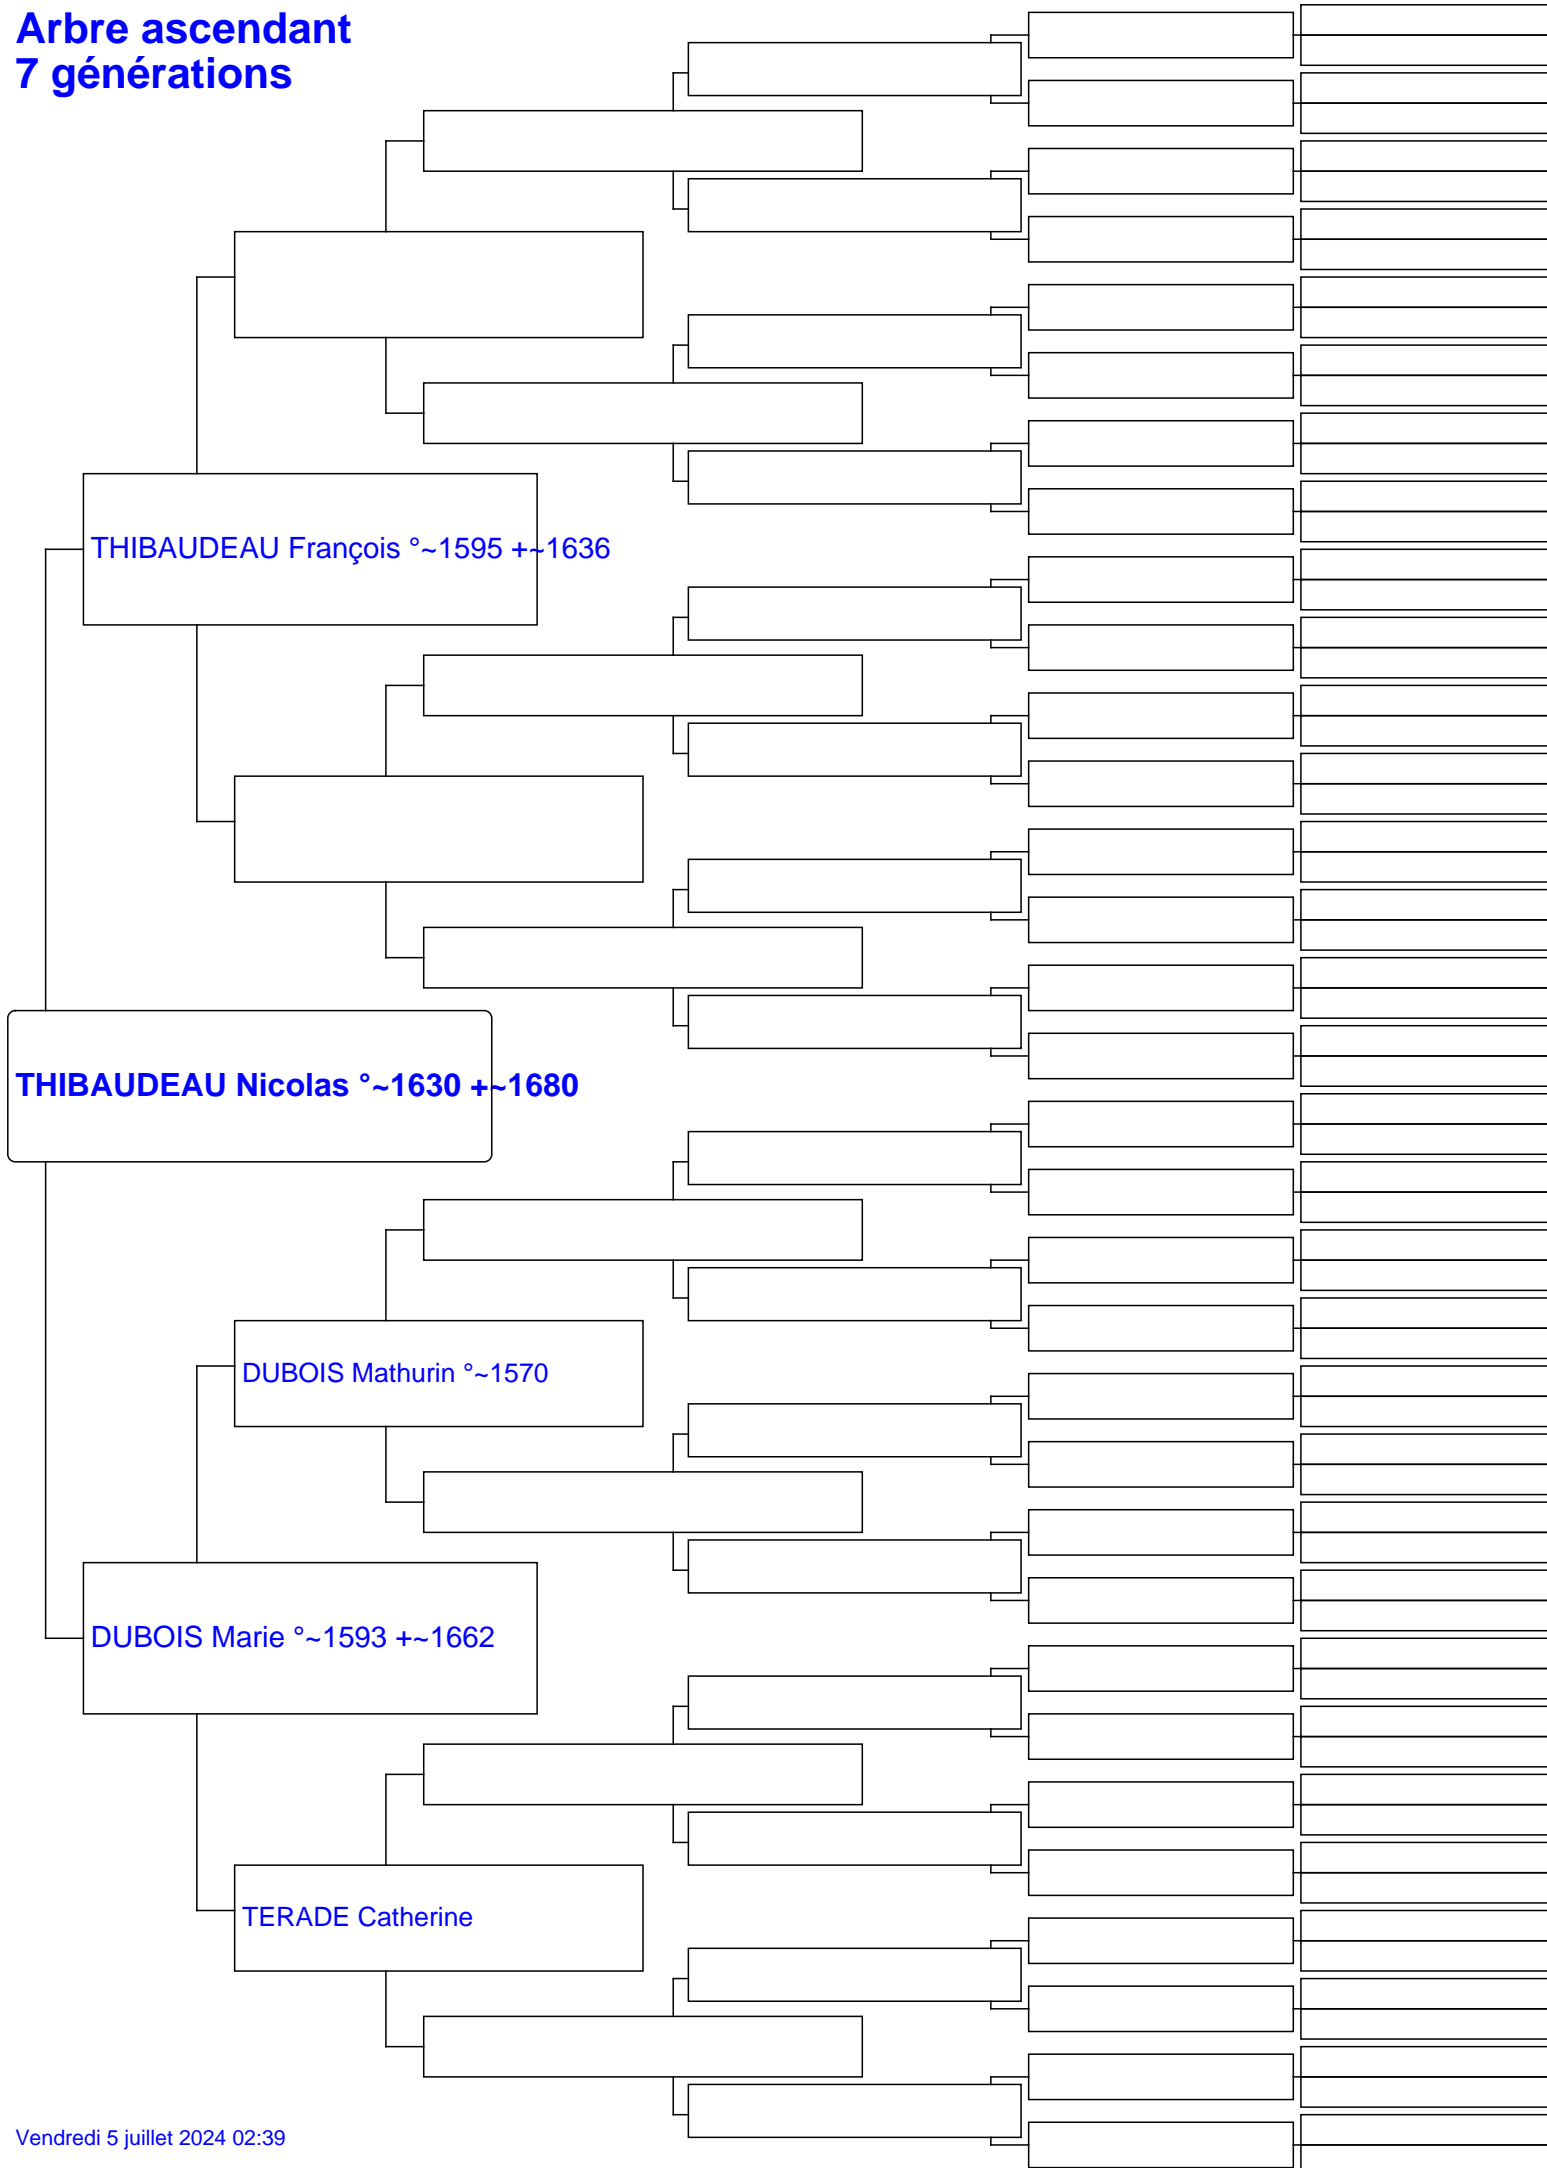 Arbre ascendant
7 générations
THIBAUDEAU François °~1595 +~1636
THIBAUDEAU Nicolas °~1630 +~1680
DUBOIS Mathurin °~1570
DUBOIS Marie °~1593 +~1662
TERADE Catherine
Vendredi 5 juillet 2024 02:39